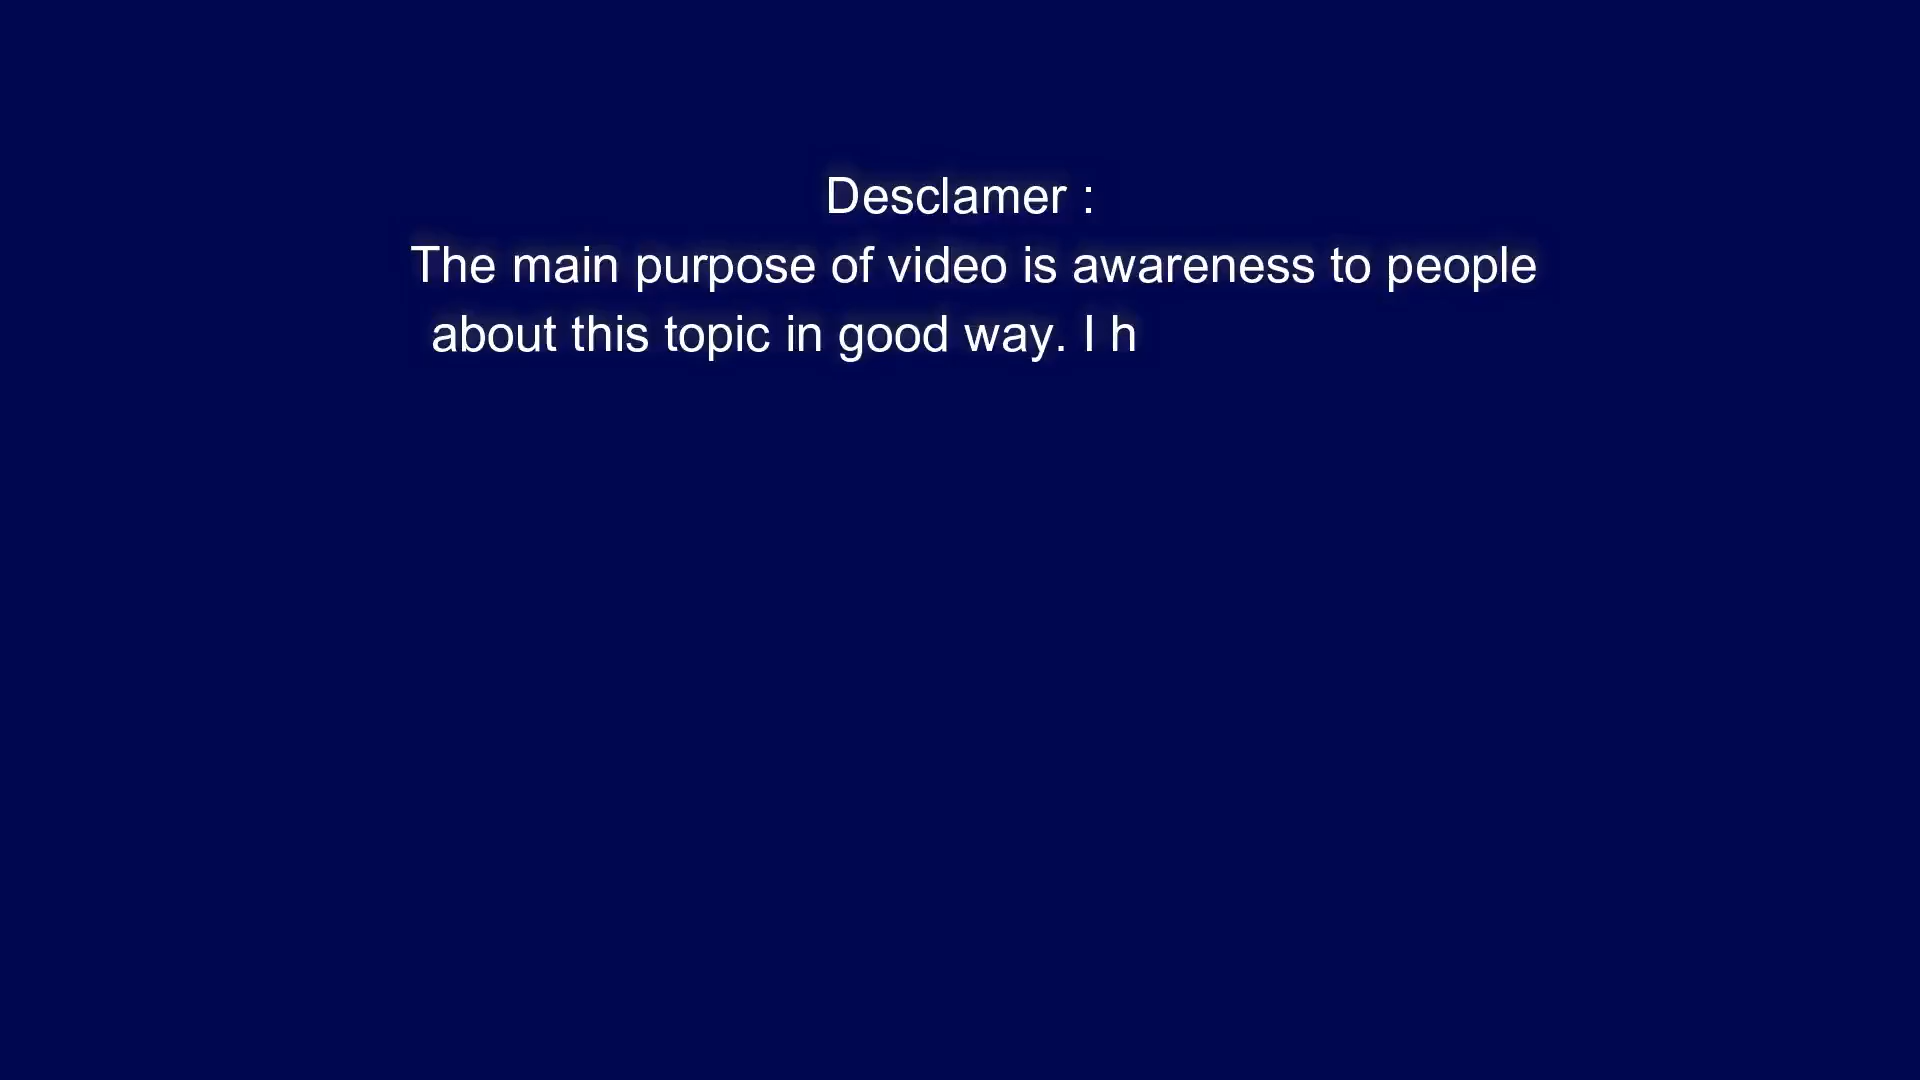 Desclamer :
The main purpose of video is awareness to people
about this topic in good way. I h